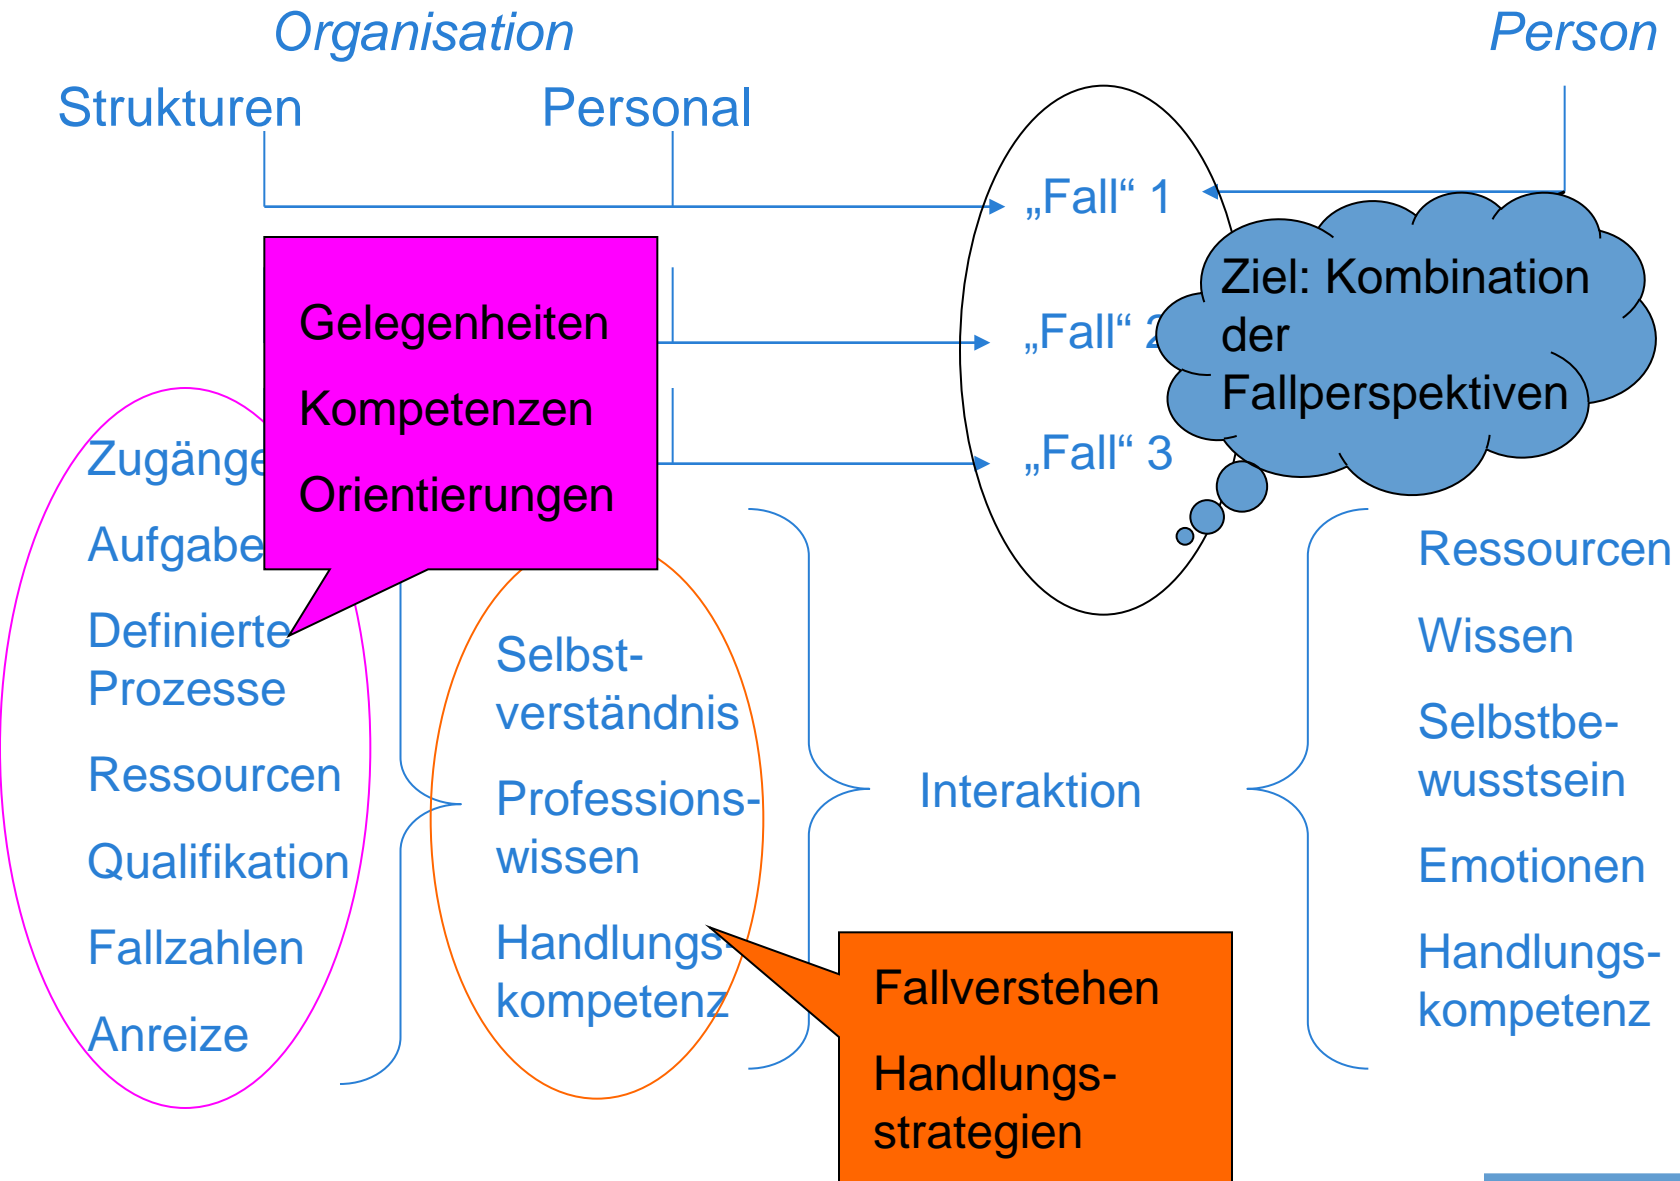 Organisation
Person
Strukturen
Personal
„Fall“ 1
„Fall“ 2
„Fall“ 3
Ziel: Kombination
der
Fallperspektiven
Gelegenheiten
Kompetenzen
Orientierungen
Zugänge
Aufgabe
Definierte
Prozesse
Ressourcen
Qualifikation
Fallzahlen
Anreize
Selbst-
verständnis
Professions-
wissen
Handlungs-
kompetenz
Interaktion
Fallverstehen
Handlungs-
strategien
Ressourcen
Wissen
Selbstbe-
wusstsein
Emotionen
Handlungs-
kompetenz